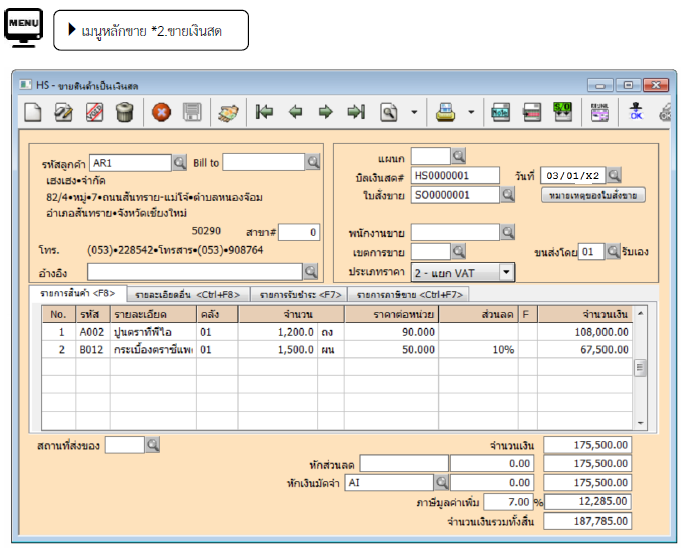 MENU
เมนูหลักขาย *2.ขายเงินสด
HS - ขายสินค้าเป็นเงินสด
รหัสลูกค้า AR1 Bill to
เฮงเฮง•จำกัด
82/4•หมู่•7•ถนนสันทราย-แม่โจ้•ตำบลหนองจ๊อม
อำเภอสันทราย•จังหวัดเชียงใหม่
50290 สาขา# 0
โทร. (053)•228542•โทรสาร•(053)•908764
อ้างอิง
แผนก
บิลเงินสด# HS0000001 วันที่ 03/01/X2
ใบสั่งขาย SO0000001 หมายเหตุของใบสั่งขาย
พนักงานขาย
เขตการขาย ขนส่งโดย 01 รับเอง
ประเภทราคา 2 - แยก VAT
รายการสินค้า <F8> รายละเอียดอื่น <Ctrl+F8> รายการรับชำระ <F7> รายการภาษีขาย <Ctrl+F7>
No. รหัส รายละเอียด คลัง จำนวน ราคาต่อหน่วย ส่วนลด F จำนวนเงิน
1 A002 ปูนตราทีพีไอ 01 1,200.0 ถง 90.000 108,000.00
2 B012 กระเบื้องตราซีแพ 01 1,500.0 ผน 50.000 10% 67,500.00
สถานที่ส่งของ จำนวนเงิน 175,500.00
หักส่วนลด 0.00 175,500.00
หักเงินมัดจำ AI 0.00 175,500.00
ภาษีมูลค่าเพิ่ม 7.00 % 12,285.00
จำนวนเงินรวมทั้งสิ้น 187,785.00